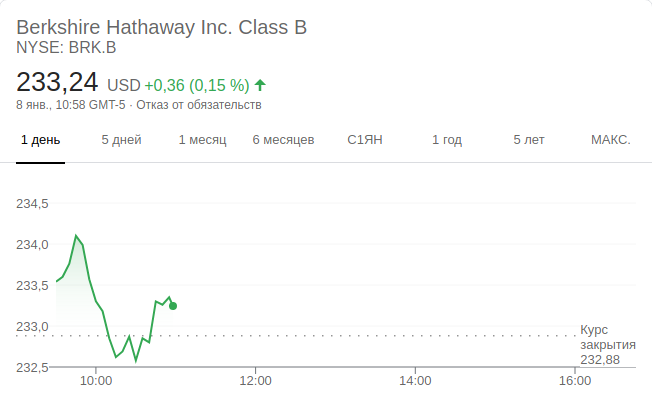 Berkshire Hathaway Inc. Class B
NYSE: BRK.B
233,24 USD +0,36 (0,15 %)
8 янв., 10:58 GMT-5 · Отказ от обязательств
1 день 5 дней 1 месяц 6 месяцев С1ЯН 1 год 5 лет МАКС.
234,5
234,0
233,5
233,0
Курс
закрытия
232,88
232,5
10:00 12:00 14:00 16:00